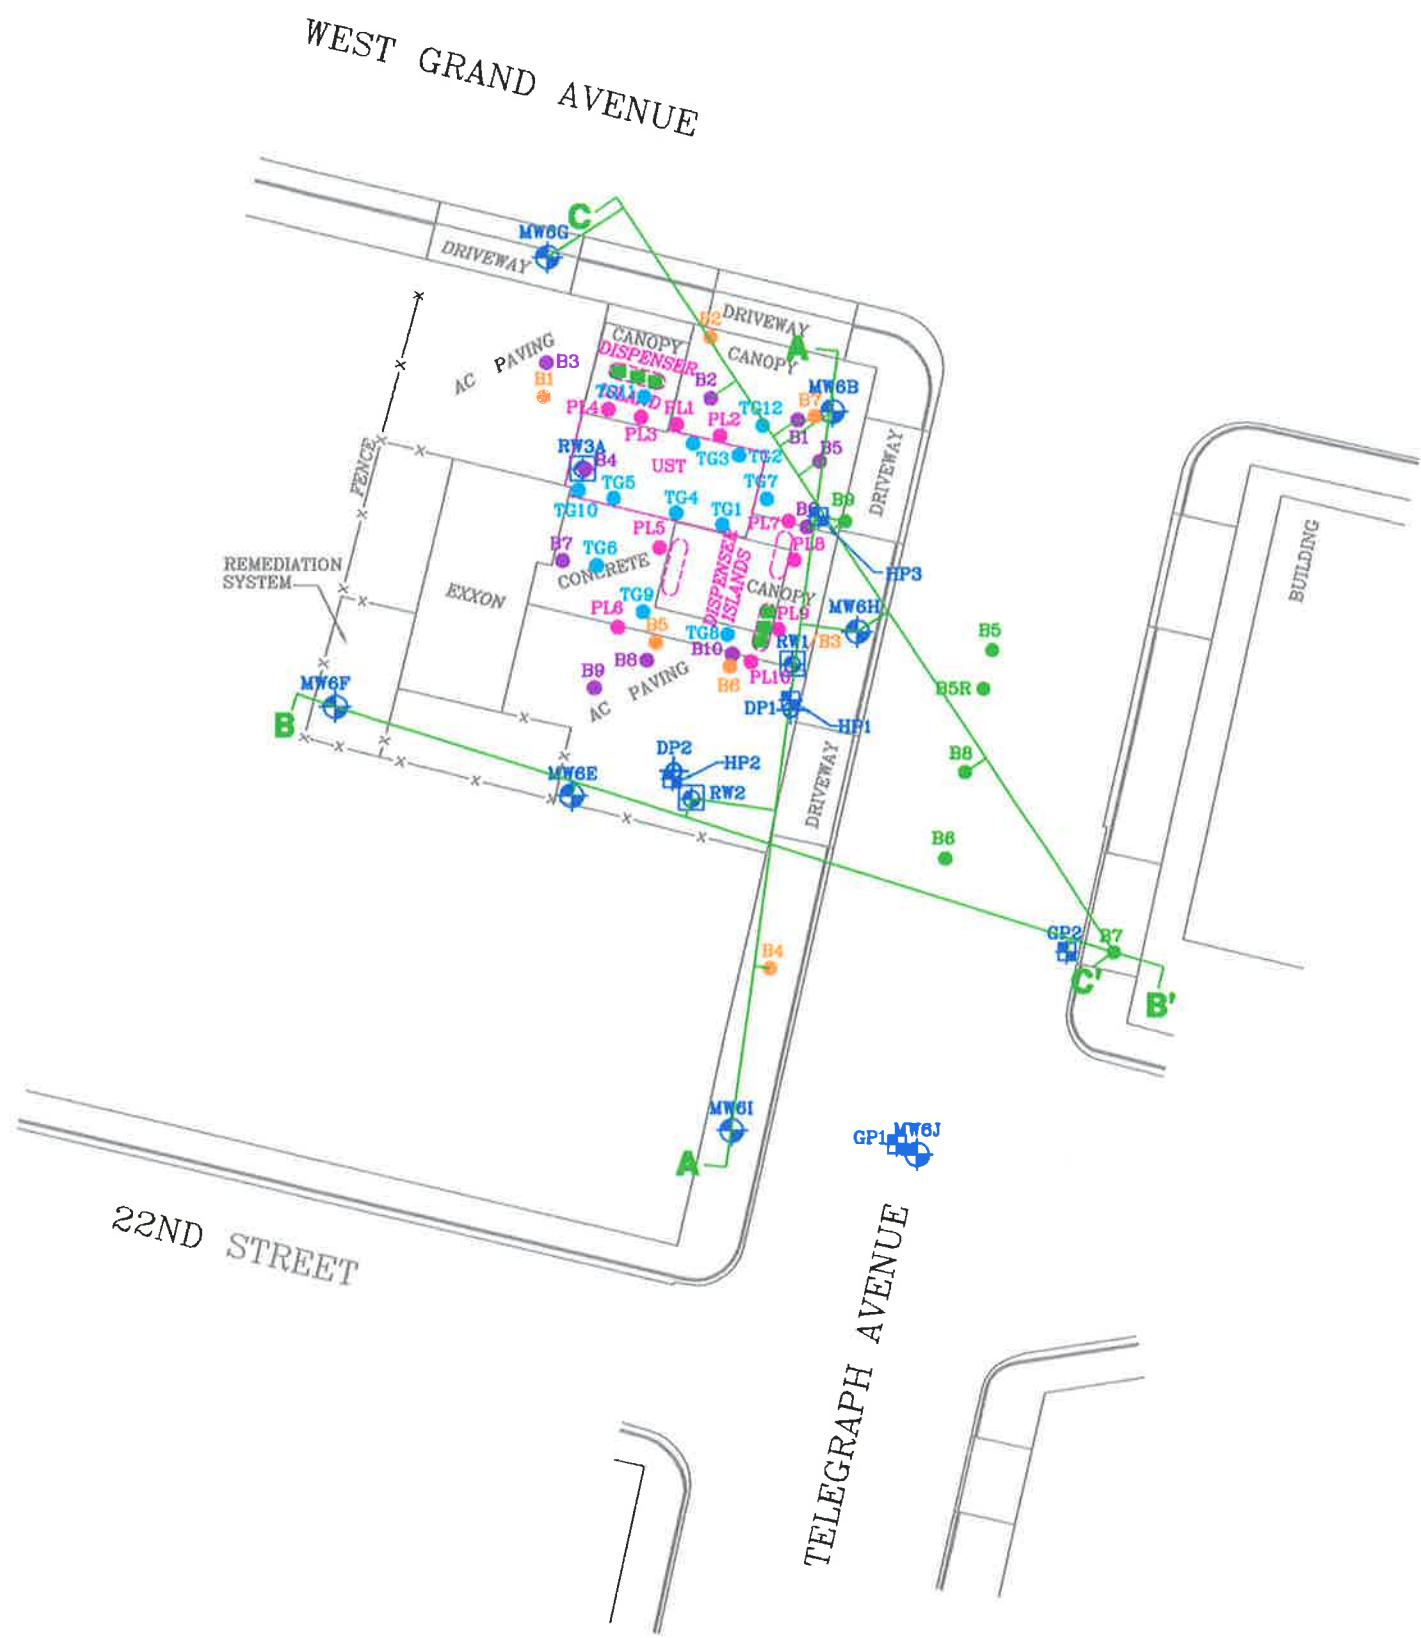 WEST GRAND AVENUE
C
MW6G
DRIVEWAY
DRIVEWAY
B2
A
CANOPY
CANOPY
DISPENSER
ISLAND
AC PAVING
B3
B1
B2
MW6B
B7
TG11
PL4
PL3
PL1
PL2
TG12
B1
B5
RW3A
B4
UST
TG3
TG2
DRIVEWAY
FENCE
TG5
TG10
TG4
TG7
TG1
B9
B6
PL7
PL5
PL8
B7
TG6
CONCRETE
DISPENSER
ISLANDS
CANOPY
HP3
BUILDING
REMEDIATION
SYSTEM
EXXON
TG9
PL6
B5
TG8
PL9
MW6H
B3
RW1
B10
B8
B6
PL10
B9
AC PAVING
B5
B5R
MW6F
B
DP1
HP1
DP2
HP2
MW6E
RW2
DRIVEWAY
B8
B6
GP2
B7
C'
B'
B4
MW6I
A
GP1
MW6J
22ND STREET
TELEGRAPH AVENUE